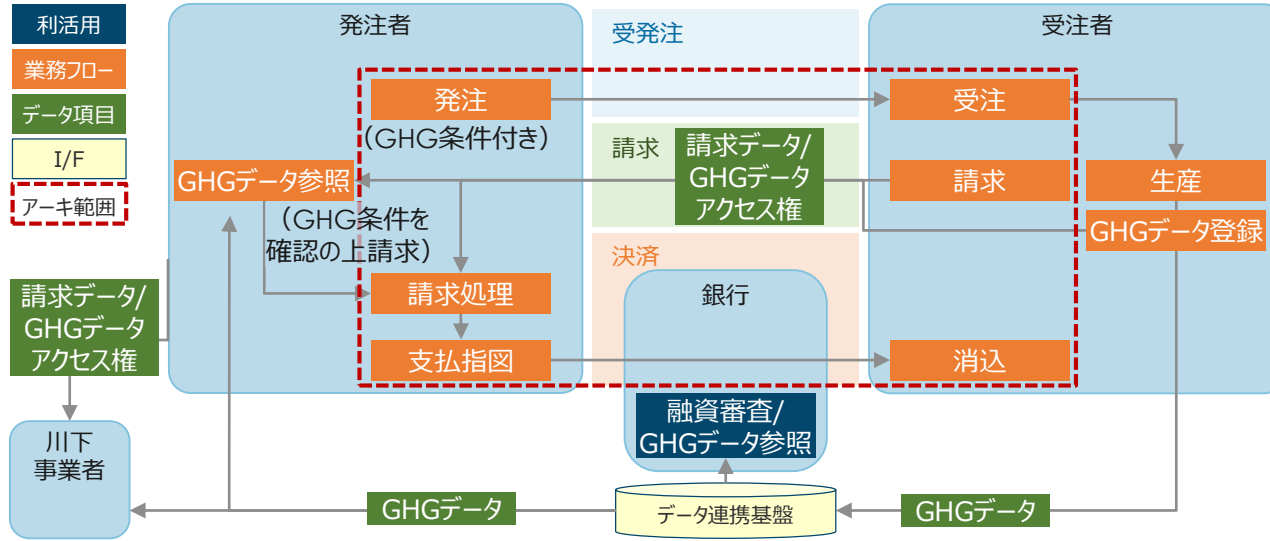 利活用
業務フロー
データ項目
I/F
アーキ範囲
発注者
受発注
受注者
発注
(GHG条件付き)
受注
請求
請求データ/
GHGデータ
アクセス権
請求
生産
GHGデータ参照
GHGデータ登録
(GHG条件を
確認の上請求)
決済
請求処理
銀行
支払指図
消込
請求データ/
GHGデータ
アクセス権
融資審査/
GHGデータ参照
川下
事業者
GHGデータ
データ連携基盤
GHGデータ